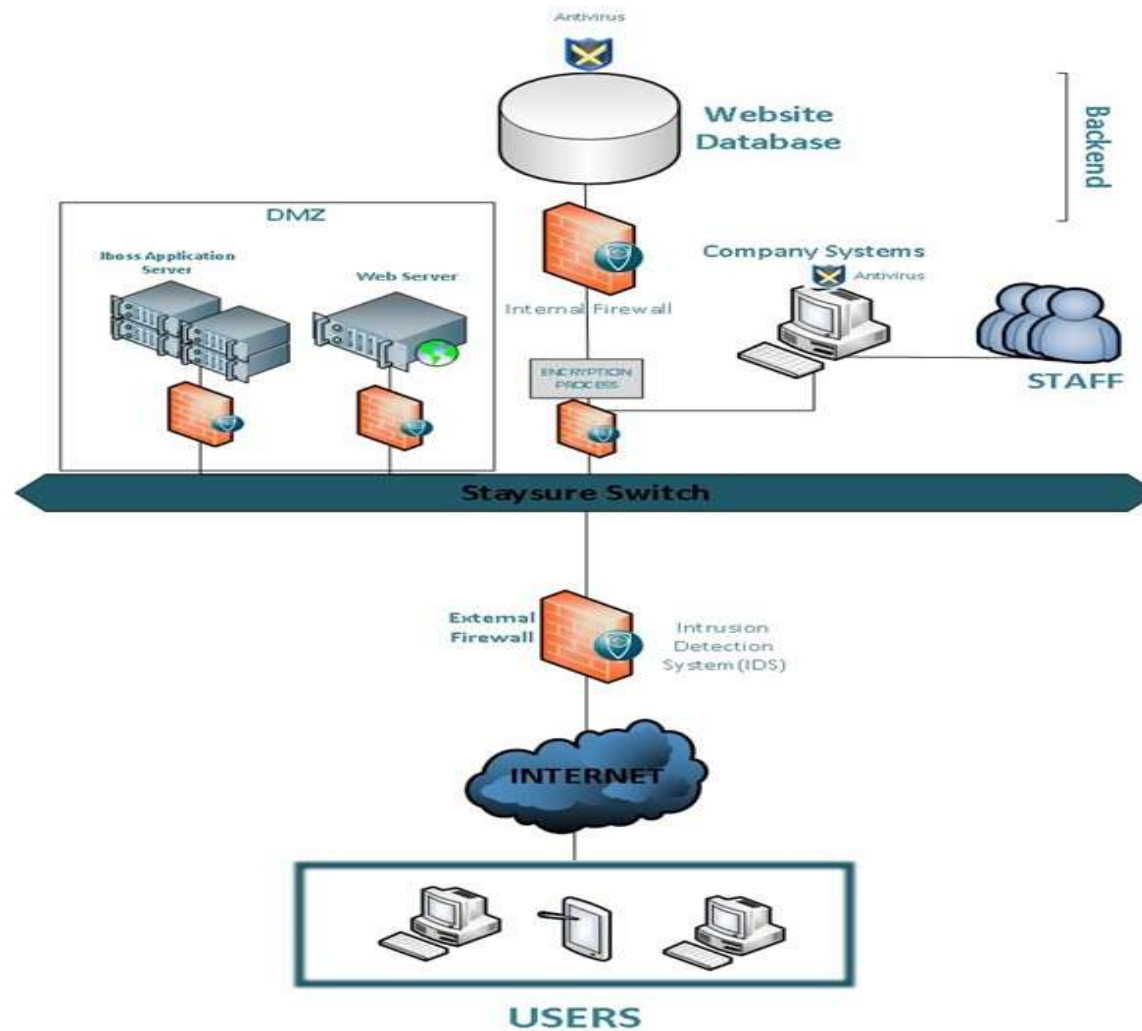 Antivirus
Website
Database
Backend
DMZ
Jboss Application
Server
Web Server
Internal Firewall
Company Systems
Antivirus
ENCRYPTION
PROCESS
STAFF
Staysure Switch
External
Firewall
Intrusion
Detection
System(IDS)
INTERNET
USERS